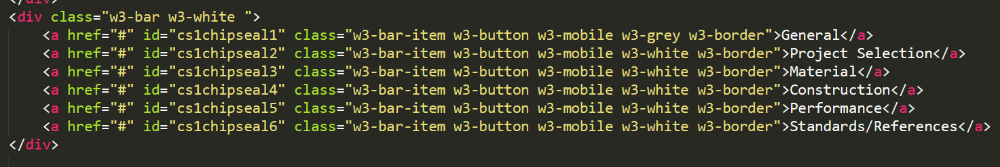 </div>
<div class="w3-bar w3-white ">
    <a href="#" id="cs1chipseal1" class="w3-bar-item w3-button w3-mobile w3-grey w3-border">General</a>
    <a href="#" id="cs1chipseal2" class="w3-bar-item w3-button w3-mobile w3-white w3-border">Project Selection</a>
    <a href="#" id="cs1chipseal3" class="w3-bar-item w3-button w3-mobile w3-white w3-border">Material</a>
    <a href="#" id="cs1chipseal4" class="w3-bar-item w3-button w3-mobile w3-white w3-border">Construction</a>
    <a href="#" id="cs1chipseal5" class="w3-bar-item w3-button w3-mobile w3-white w3-border">Performance</a>
    <a href="#" id="cs1chipseal6" class="w3-bar-item w3-button w3-mobile w3-white w3-border">Standards/References</a>
</div>